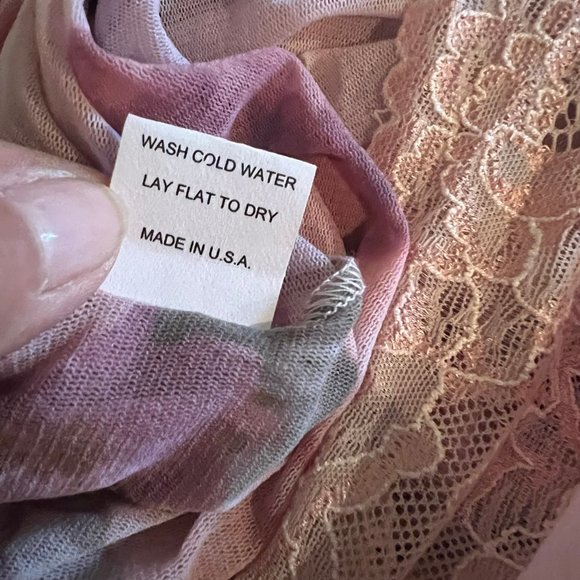 WASH COLD WATER
LAY FLAT TO DRY
MADE IN U.S.A.